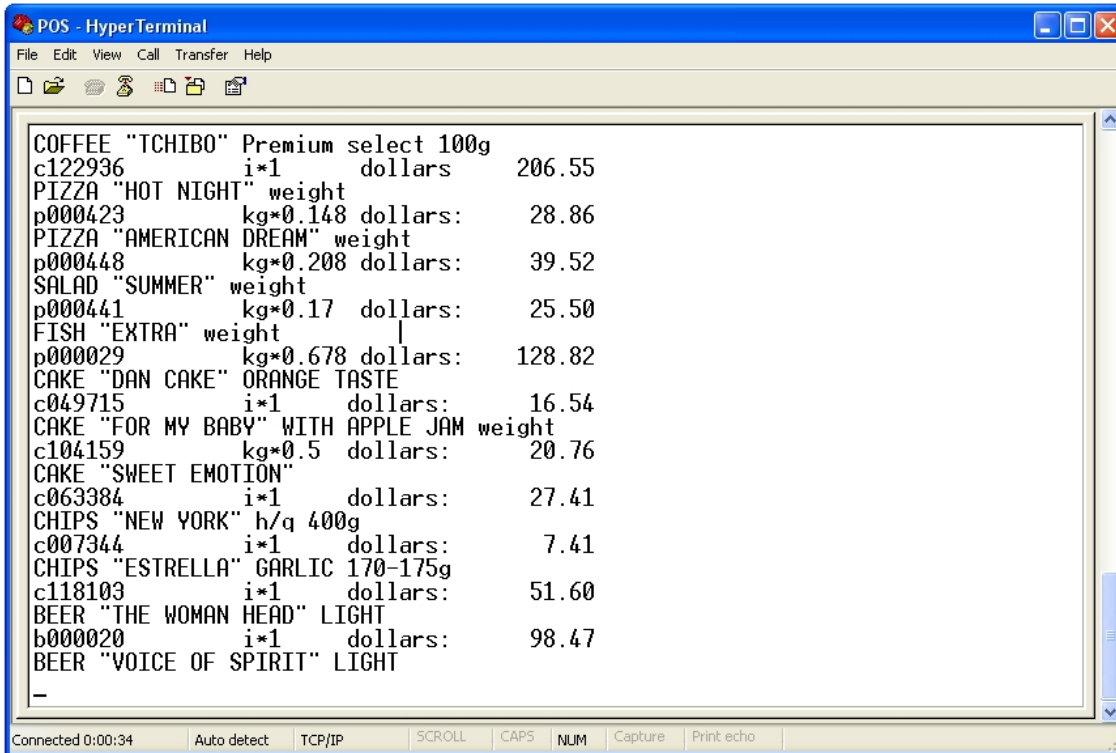 POS - HyperTerminal
File Edit View Call Transfer Help
COFFEE "TCHIBO" Premium select 100g
c122936 i*1 dollars 206.55
PIZZA "HOT NIGHT" weight
p000423 kg*0.148 dollars: 28.86
PIZZA "AMERICAN DREAM" weight
p000448 kg*0.208 dollars: 39.52
SALAD "SUMMER" weight
p000441 kg*0.17 dollars: 25.50
FISH "EXTRA" weight
p000029 kg*0.678 dollars: 128.82
CAKE "DAN CAKE" ORANGE TASTE
c049715 i*1 dollars: 16.54
CAKE "FOR MY BABY" WITH APPLE JAM weight
c104159 kg*0.5 dollars: 20.76
CAKE "SWEET EMOTION"
c063384 i*1 dollars: 27.41
CHIPS "NEW YORK" h/q 400g
c007344 i*1 dollars: 7.41
CHIPS "ESTRELLA" GARLIC 170-175g
c118103 i*1 dollars: 51.60
BEER "THE WOMAN HEAD" LIGHT
b000020 i*1 dollars: 98.47
BEER "VOICE OF SPIRIT" LIGHT
_
Connected 0:00:34 Auto detect TCP/IP SCROLL CAPS NUM Capture Print echo